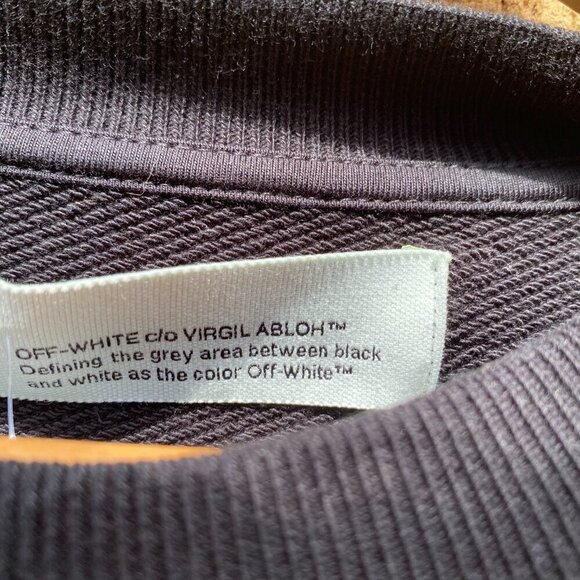 OFF-WHITE c/o VIRGIL ABLOH™
Defining the grey area between black
and white as the color Off-White™